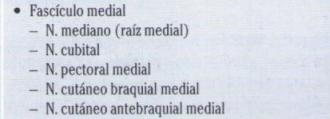 • Fascículo medial
– N. mediano (raíz medial)
– N. cubital
– N. pectoral medial
– N. cutáneo braquial medial
– N. cutáneo antebraquial medial